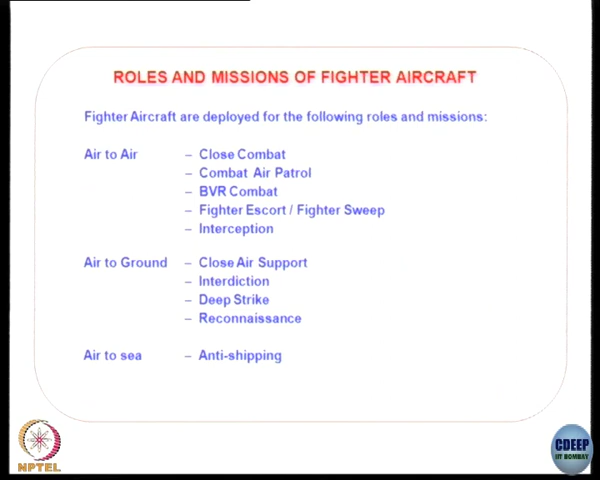 ROLES AND MISSIONS OF FIGHTER AIRCRAFT
Fighter Aircraft are deployed for the following roles and missions:
Air to Air – Close Combat
– Combat Air Patrol
– BVR Combat
– Fighter Escort / Fighter Sweep
– Interception
Air to Ground – Close Air Support
– Interdiction
– Deep Strike
– Reconnaissance
Air to sea – Anti-shipping
NPTEL
CDEEP
IIT BOMBAY